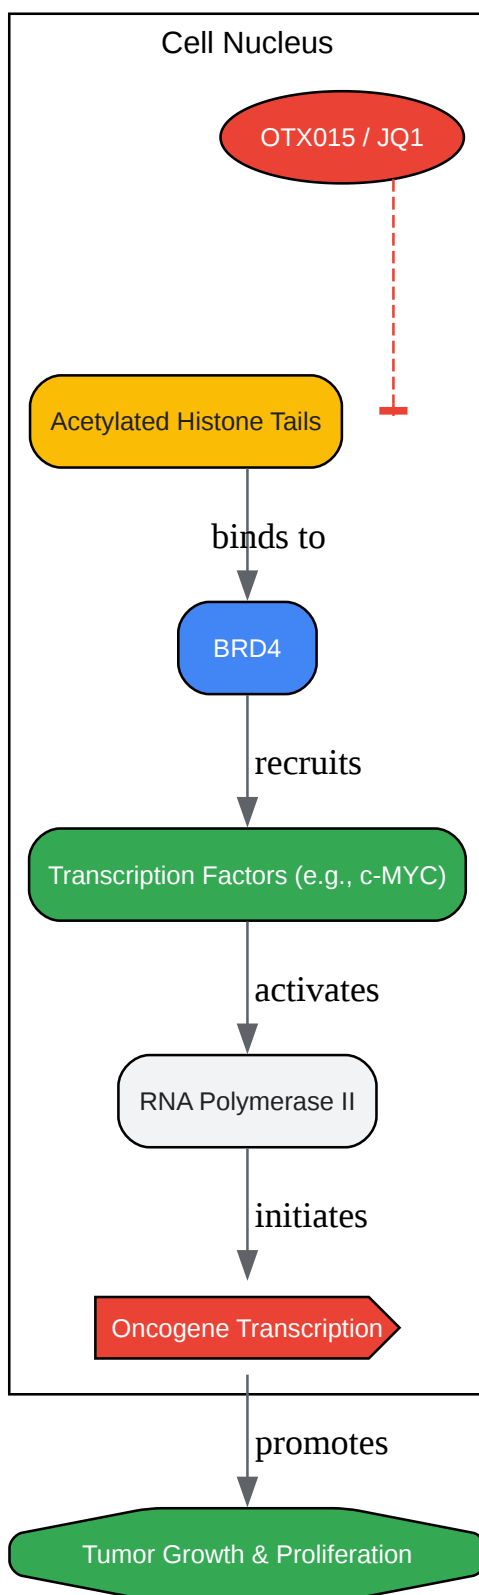 Cell Nucleus
OTX015 / JQ1
Acetylated Histone Tails
binds to
BRD4
recruits
Transcription Factors (e.g., c-MYC)
activates
RNA Polymerase II
initiates
Oncogene Transcription
promotes
Tumor Growth & Proliferation